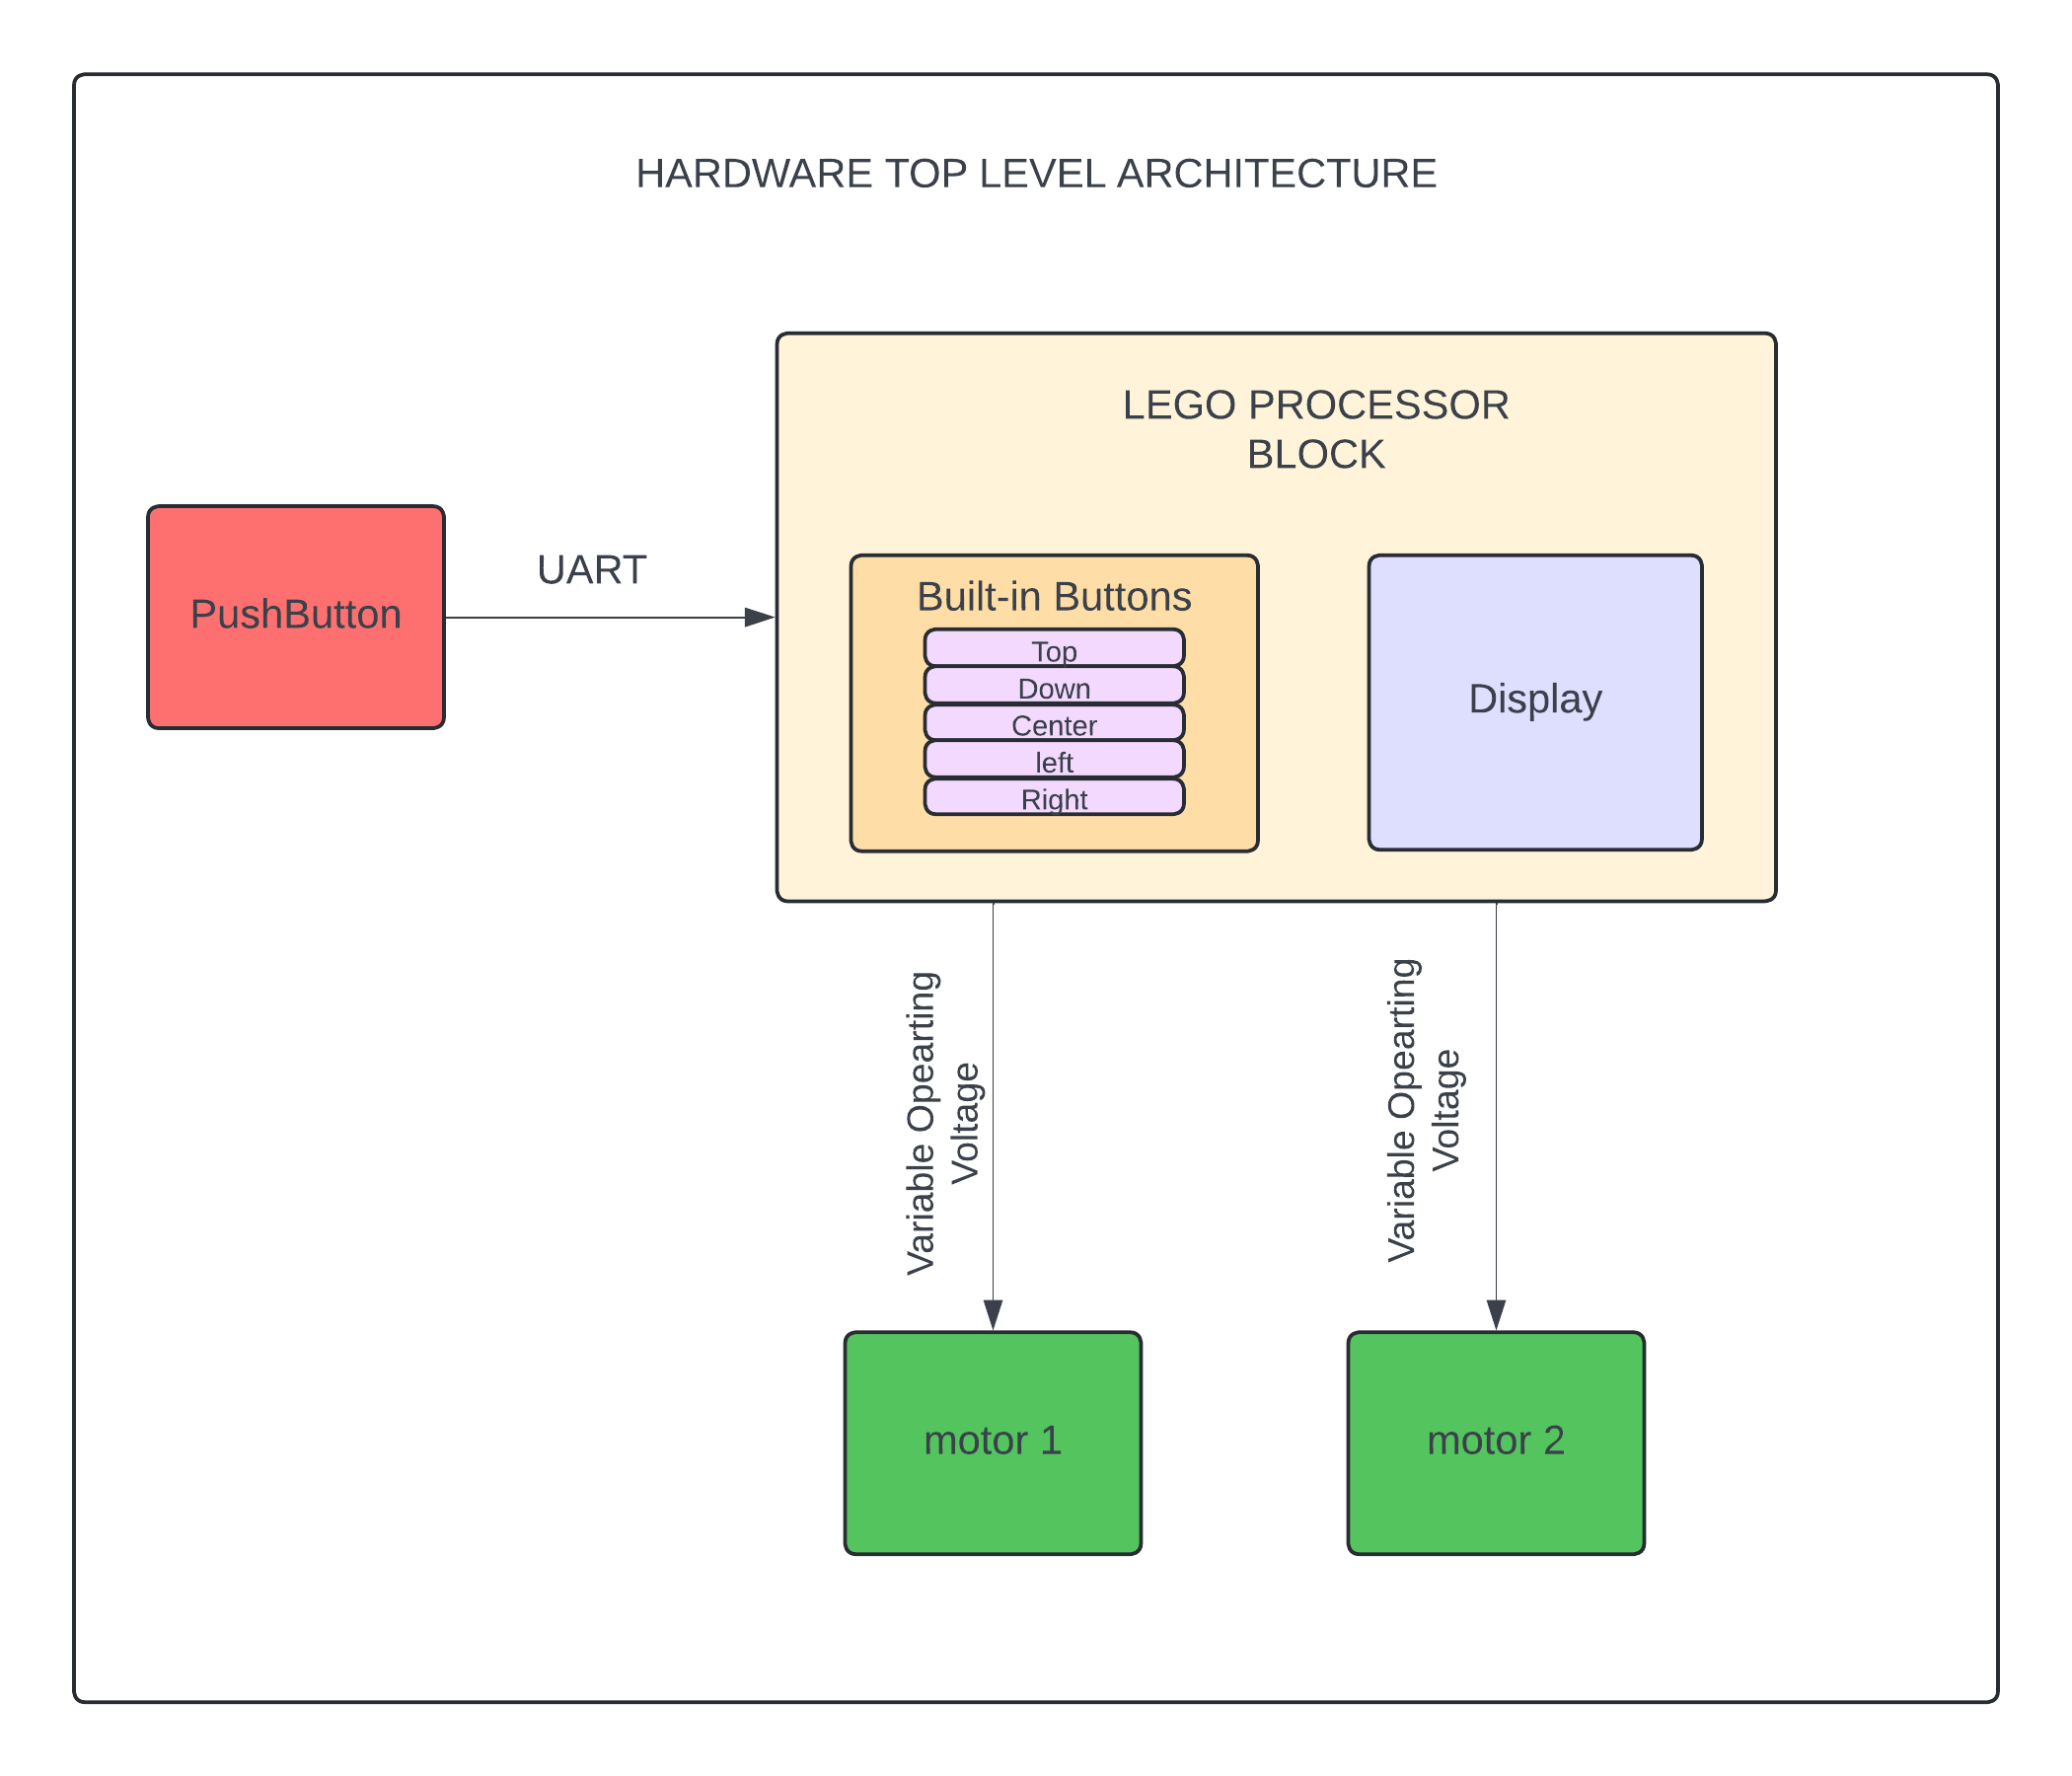 HARDWARE TOP LEVEL ARCHITECTURE
LEGO PROCESSOR
BLOCK
PushButton
UART
Built-in Buttons
Top
Down
Center
left
Right
Display
Variable Opearting
Voltage
Variable Opearting
Voltage
motor 1
motor 2